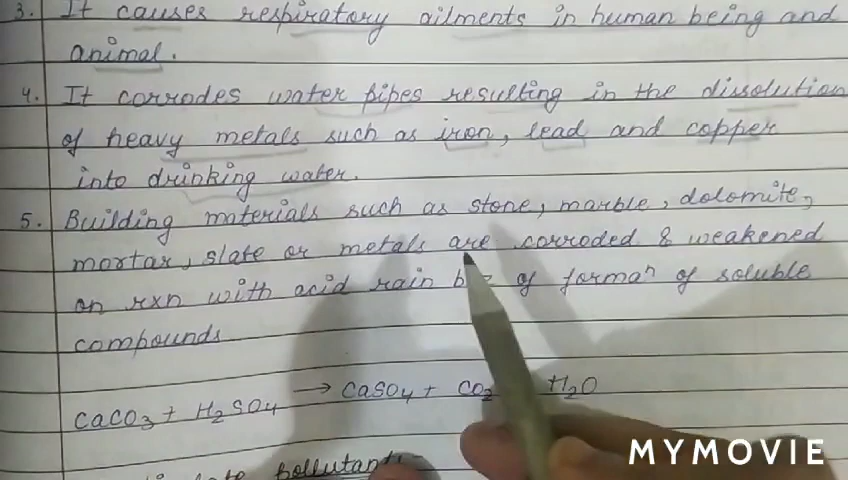 3. It causes respiratory ailments in human being and
animal.
4. It corrodes water pipes resulting in the dissolution
of heavy metals such as iron, lead and copper
into drinking water.
5. Building materials such as stone, marble, dolomite,
mortar, slate or metals are corroded & weakened
on rxn with acid rain of formaⁿ of soluble
compounds
CaCO₃ + H₂SO₄ → CaSO₄ + CO₂ H₂O
pollutant
MYMOVIE